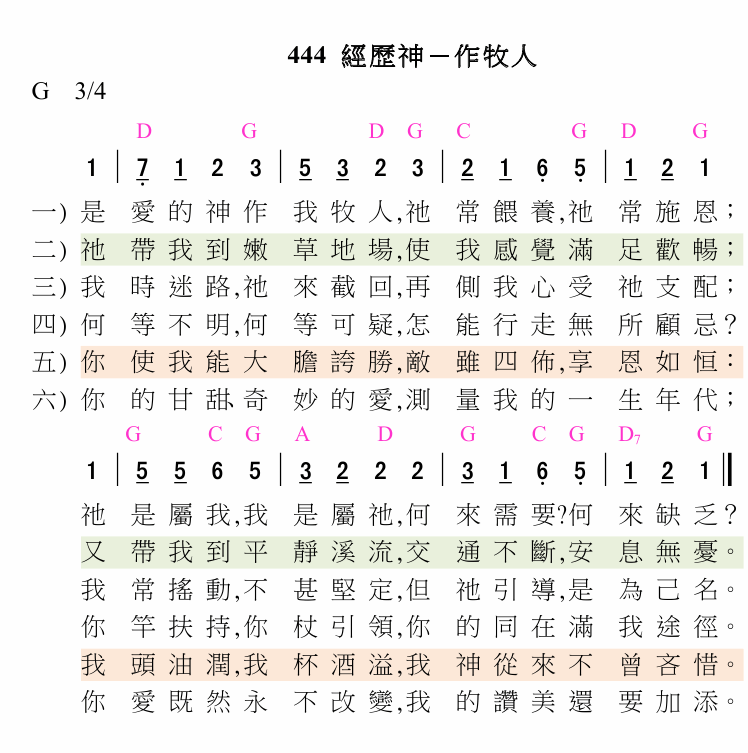 444 經歷神－作牧人
G 3/4
D G D G C G D G
1 | 7 1 2 3 | 5 3 2 3 | 2 1 6 5 | 1 2 1
一) 是 愛的神作 我牧人,祂 常餵養,祂 常施恩；
二) 祂 帶我到嫩 草地場,使 我感覺滿 足歡暢；
三) 我 時迷路,祂 來截回,再 側我心受 祂支配；
四) 何 等不明,何 等可疑,怎 能行走無 所顧忌？
五) 你 使我能大 膽誇勝,敵 雖四佈,享 恩如恒：
六) 你 的甘甜、奇 妙的愛,測 量我的一 生年代；
G C G A D G C G D7 G
1 | 5 5 6 5 | 3 2 2 2 | 3 1 6 5 | 1 2 1 ||
祂 是屬我,我 是屬祂,何 來需要?何 來缺乏？
又 帶我到平 靜溪流,交 通不斷,安 息無憂。
我 常搖動,不 甚堅定,但 祂引導,是 為己名。
你 竿扶持,你 杖引領,你 的同在滿 我途徑。
我 頭油潤,我 杯酒溢,我 神從來不 曾吝惜。
你 愛既然永 不改變,我 的讚美還 要加添。